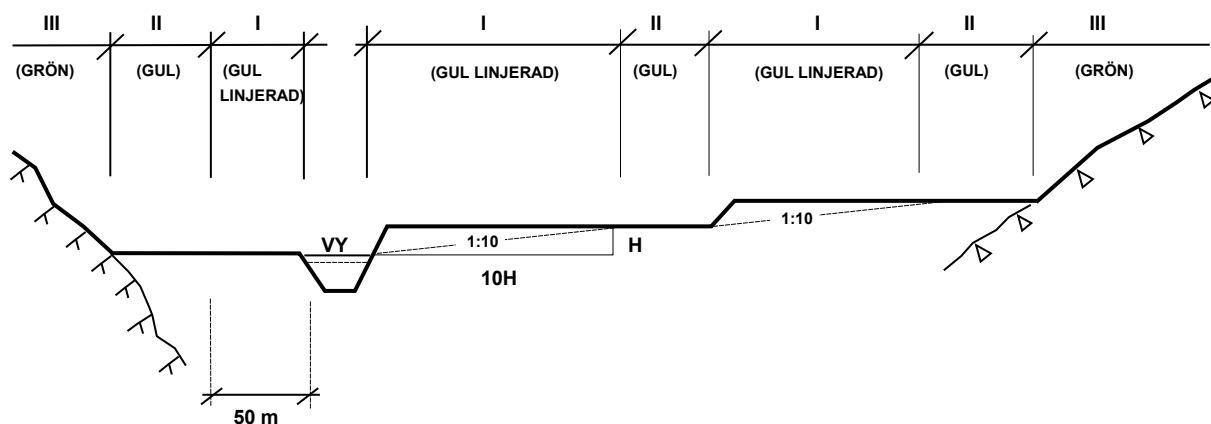 III II I I II I II III
(GRÖN) (GUL) (GUL (GUL LINJERAD) (GUL) (GUL LINJERAD) (GUL) (GRÖN)
LINJERAD)
1:10
VY 1:10 H
10H
50 m